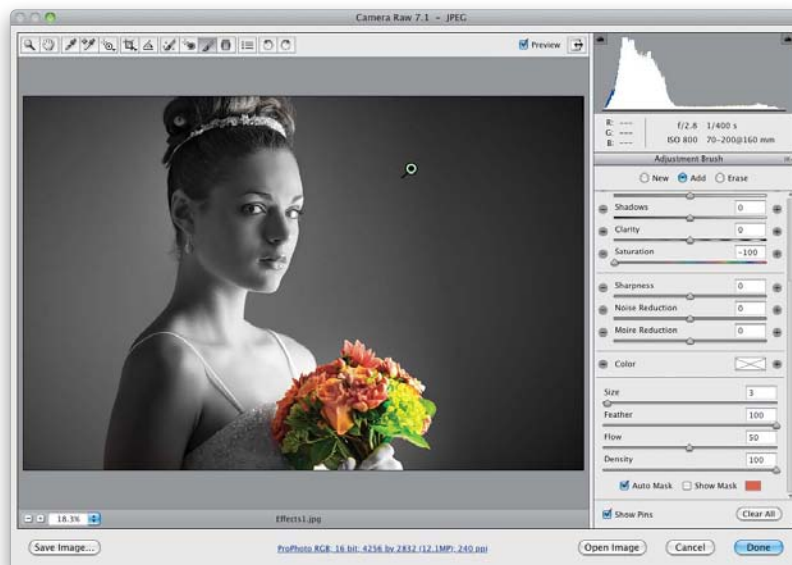 Camera Raw 7.1 - JPEG
Preview
R: ---
G: ---
B: ---
f/2.8 1/400 s
ISO 800 70-200@160 mm
Adjustment Brush
New Add Erase
Shadows 0
Clarity 0
Saturation -100
Sharpness 0
Noise Reduction 0
Moire Reduction 0
Color
Size 3
Feather 100
Flow 50
Density 100
Auto Mask Show Mask
18.3% Effects1.jpg
Show Pins Clear All
Save Image... ProPhoto RGB; 16 bit; 4256 by 2832 (12.1MP); 240 ppi Open Image Cancel Done